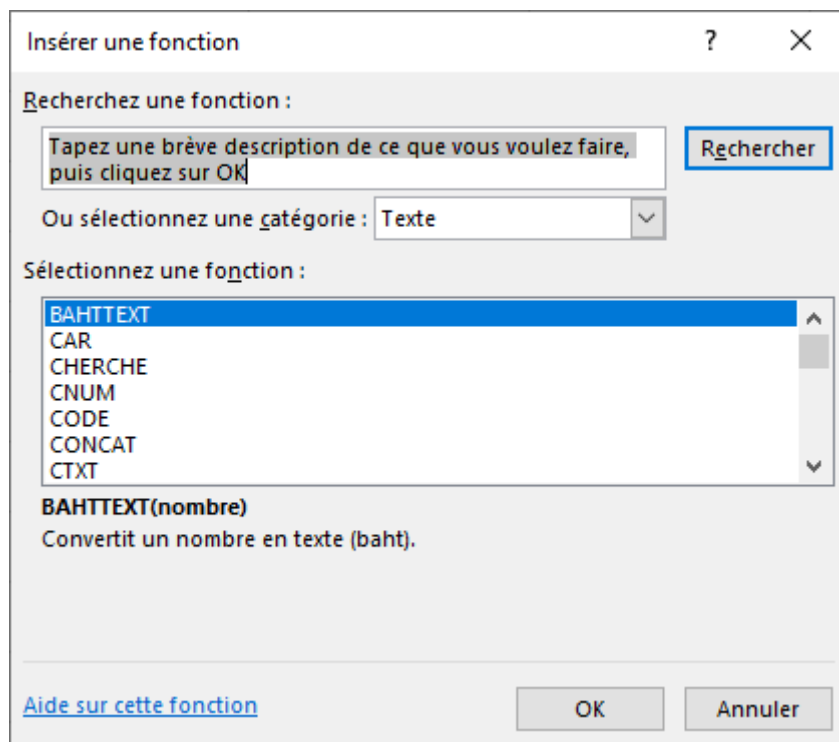 Insérer une fonction ?
Recherchez une fonction :
Tapez une brève description de ce que vous voulez faire,
puis cliquez sur OK
Rechercher
Ou sélectionnez une catégorie : Texte
Sélectionnez une fonction :
BAHTTEXT
CAR
CHERCHE
CNUM
CODE
CONCAT
CTXT
BAHTTEXT(nombre)
Convertit un nombre en texte (baht).
Aide sur cette fonction OK Annuler